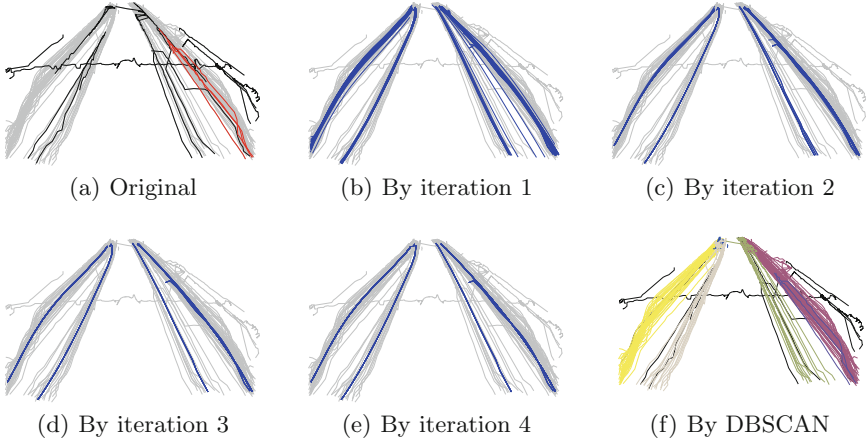 (a) Original
(b) By iteration 1
(c) By iteration 2
(d) By iteration 3
(e) By iteration 4
(f) By DBSCAN